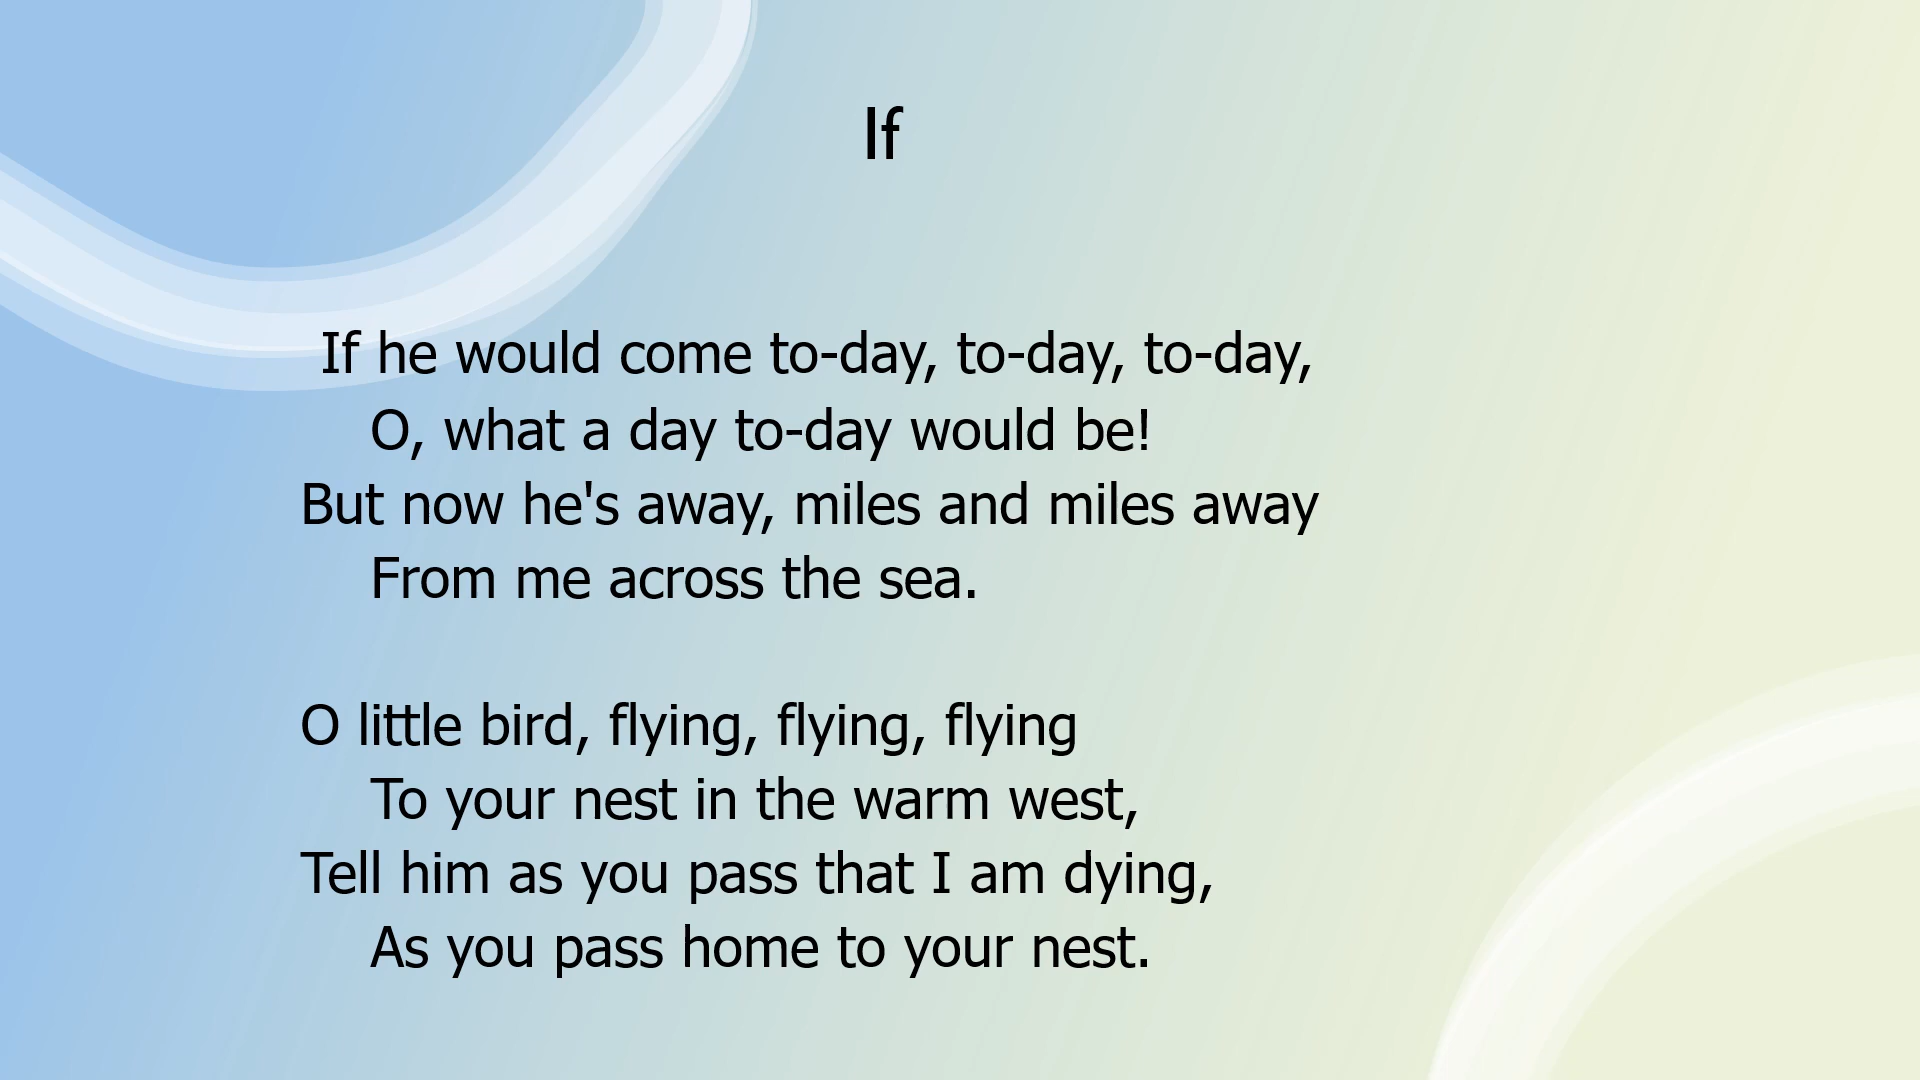 If
If he would come to-day, to-day, to-day,
O, what a day to-day would be!
But now he's away, miles and miles away
From me across the sea.
O little bird, flying, flying, flying
To your nest in the warm west,
Tell him as you pass that I am dying,
As you pass home to your nest.